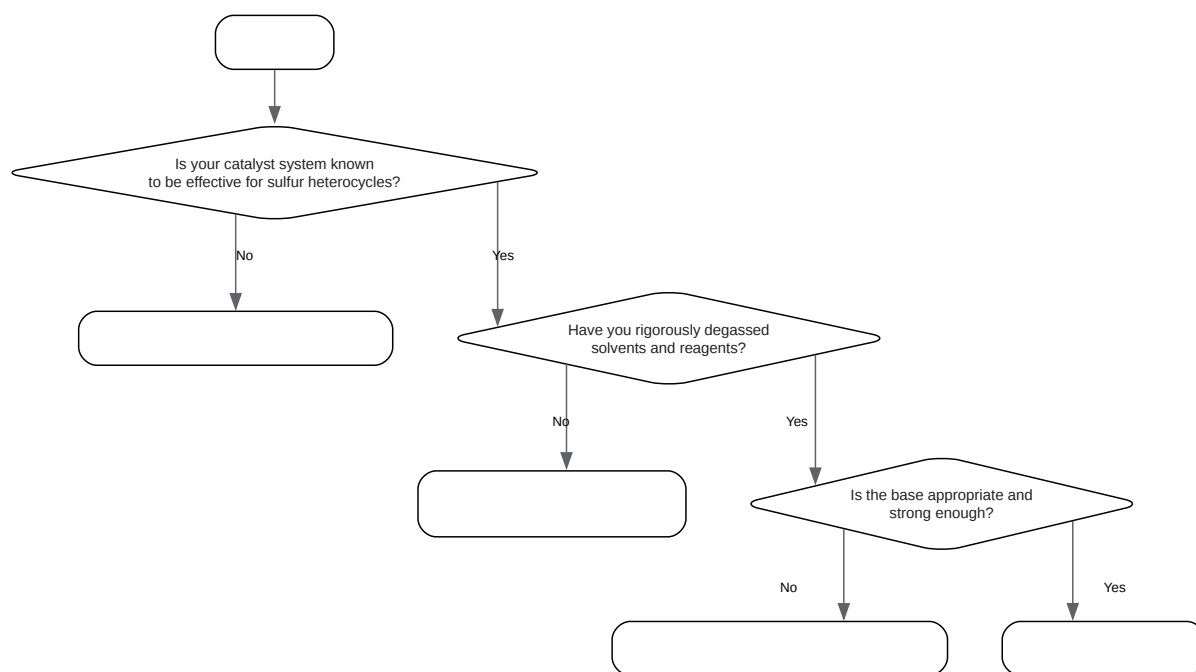 Is your catalyst system known
to be effective for sulfur heterocycles?
No
Yes
Have you rigorously degassed
solvents and reagents?
No
Yes
Is the base appropriate and
strong enough?
No
Yes